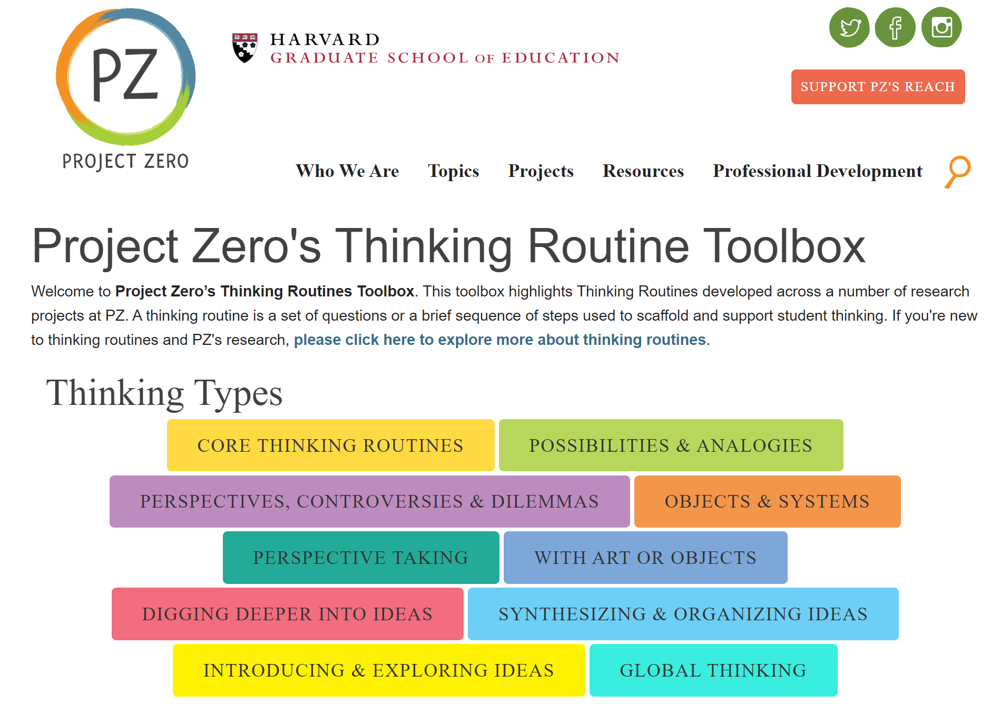 PZ
PROJECT ZERO
HARVARD
GRADUATE SCHOOL OF EDUCATION
SUPPORT PZ'S REACH
Who We Are Topics Projects Resources Professional Development
Project Zero's Thinking Routine Toolbox
Welcome to Project Zero’s Thinking Routines Toolbox. This toolbox highlights Thinking Routines developed across a number of research
projects at PZ. A thinking routine is a set of questions or a brief sequence of steps used to scaffold and support student thinking. If you're new
to thinking routines and PZ's research, please click here to explore more about thinking routines.
Thinking Types
CORE THINKING ROUTINES
POSSIBILITIES & ANALOGIES
PERSPECTIVES, CONTROVERSIES & DILEMMAS
OBJECTS & SYSTEMS
PERSPECTIVE TAKING
WITH ART OR OBJECTS
DIGGING DEEPER INTO IDEAS
SYNTHESIZING & ORGANIZING IDEAS
INTRODUCING & EXPLORING IDEAS
GLOBAL THINKING